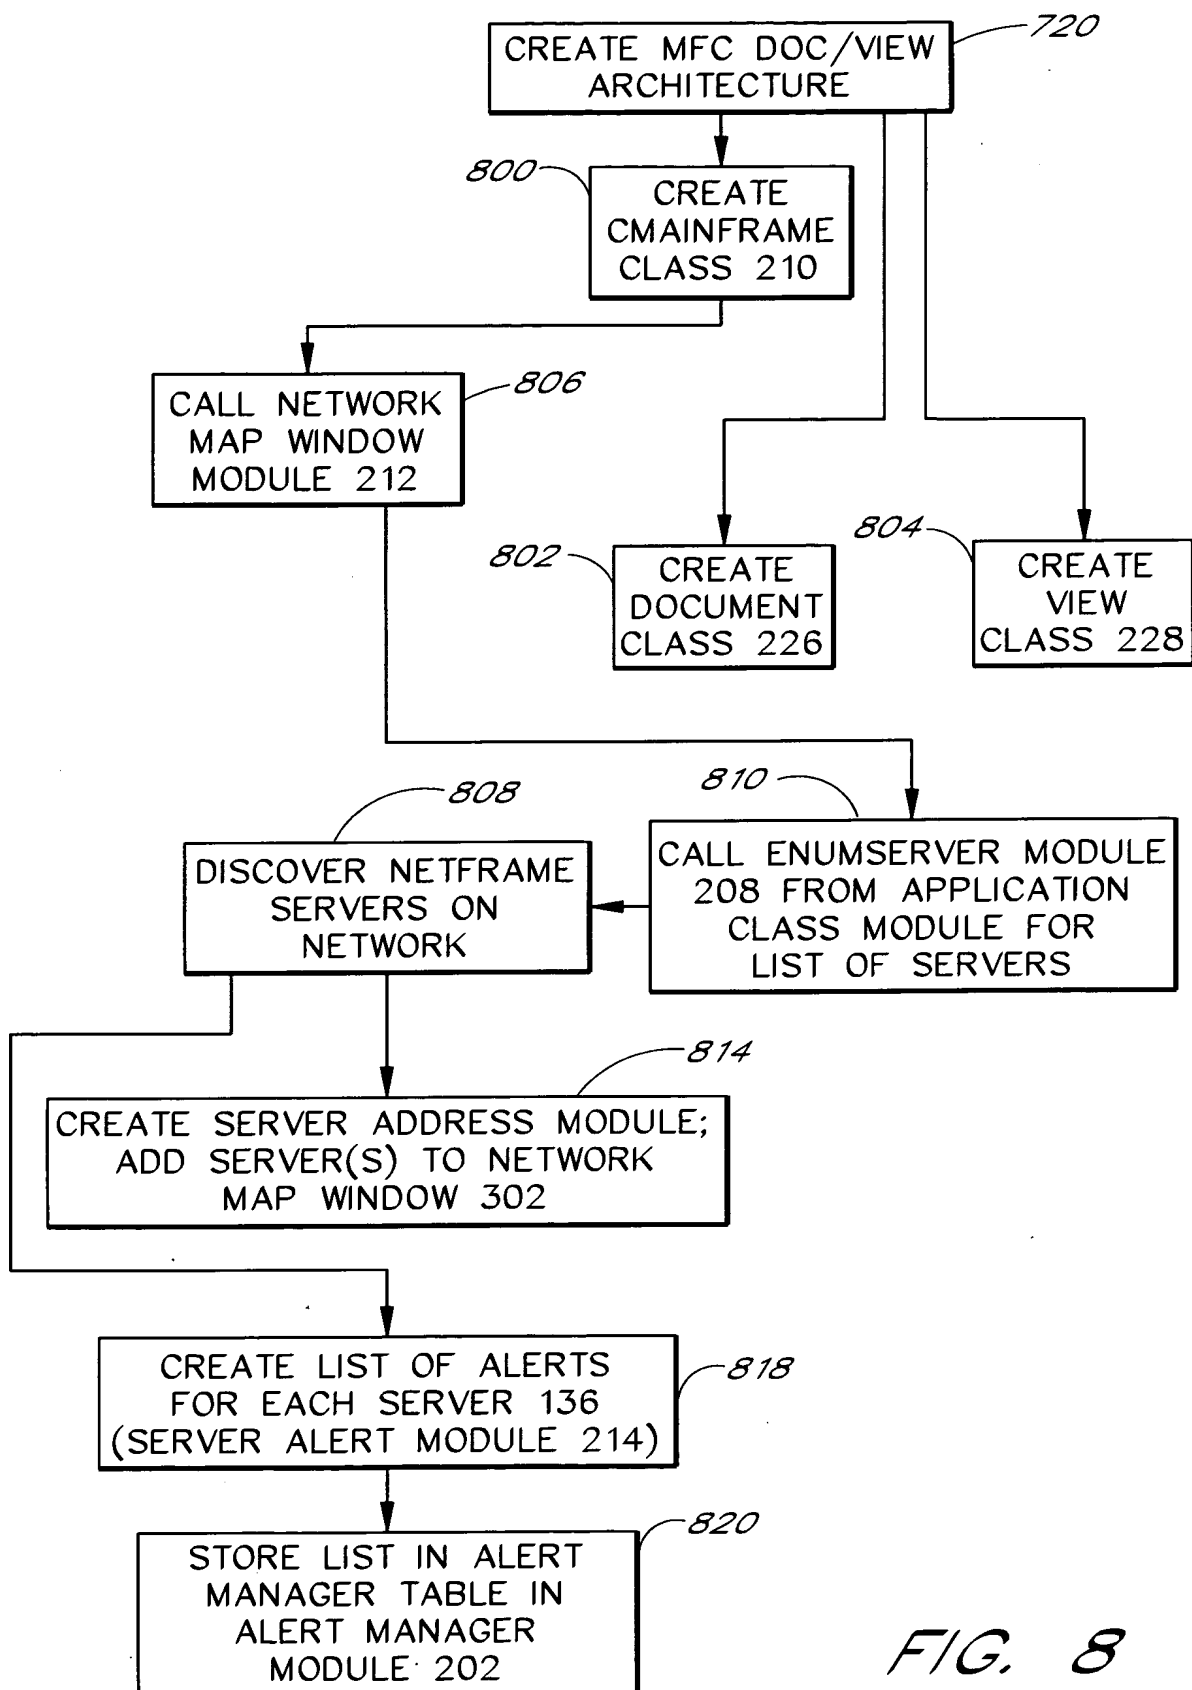 720
CREATE MFC DOC/VIEW
ARCHITECTURE
800
CREATE
CMAINFRAME
CLASS 210
806
CALL NETWORK
MAP WINDOW
MODULE 212
802
CREATE
DOCUMENT
CLASS 226
804
CREATE
VIEW
CLASS 228
810
CALL ENUMSERVER MODULE
208 FROM APPLICATION
CLASS MODULE FOR
LIST OF SERVERS
808
DISCOVER NETFRAME
SERVERS ON
NETWORK
814
CREATE SERVER ADDRESS MODULE;
ADD SERVER(S) TO NETWORK
MAP WINDOW 302
818
CREATE LIST OF ALERTS
FOR EACH SERVER 136
(SERVER ALERT MODULE 214)
820
STORE LIST IN ALERT
MANAGER TABLE IN
ALERT MANAGER
MODULE 202
FIG. 8